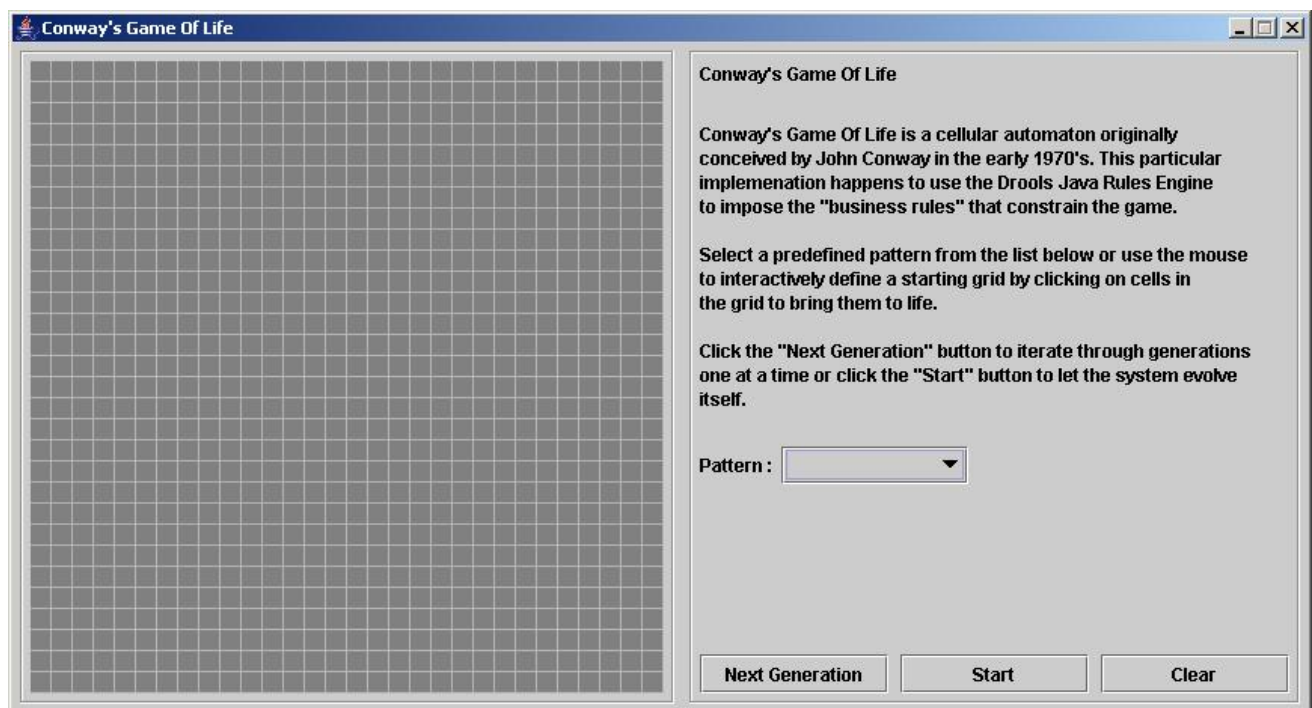 Conway's Game Of Life
Conway's Game Of Life
Conway's Game Of Life is a cellular automaton originally
conceived by John Conway in the early 1970's. This particular
implemenation happens to use the Drools Java Rules Engine
to impose the "business rules" that constrain the game.
Select a predefined pattern from the list below or use the mouse
to interactively define a starting grid by clicking on cells in
the grid to bring them to life.
Click the "Next Generation" button to iterate through generations
one at a time or click the "Start" button to let the system evolve
itself.
Pattern :
Next Generation Start Clear